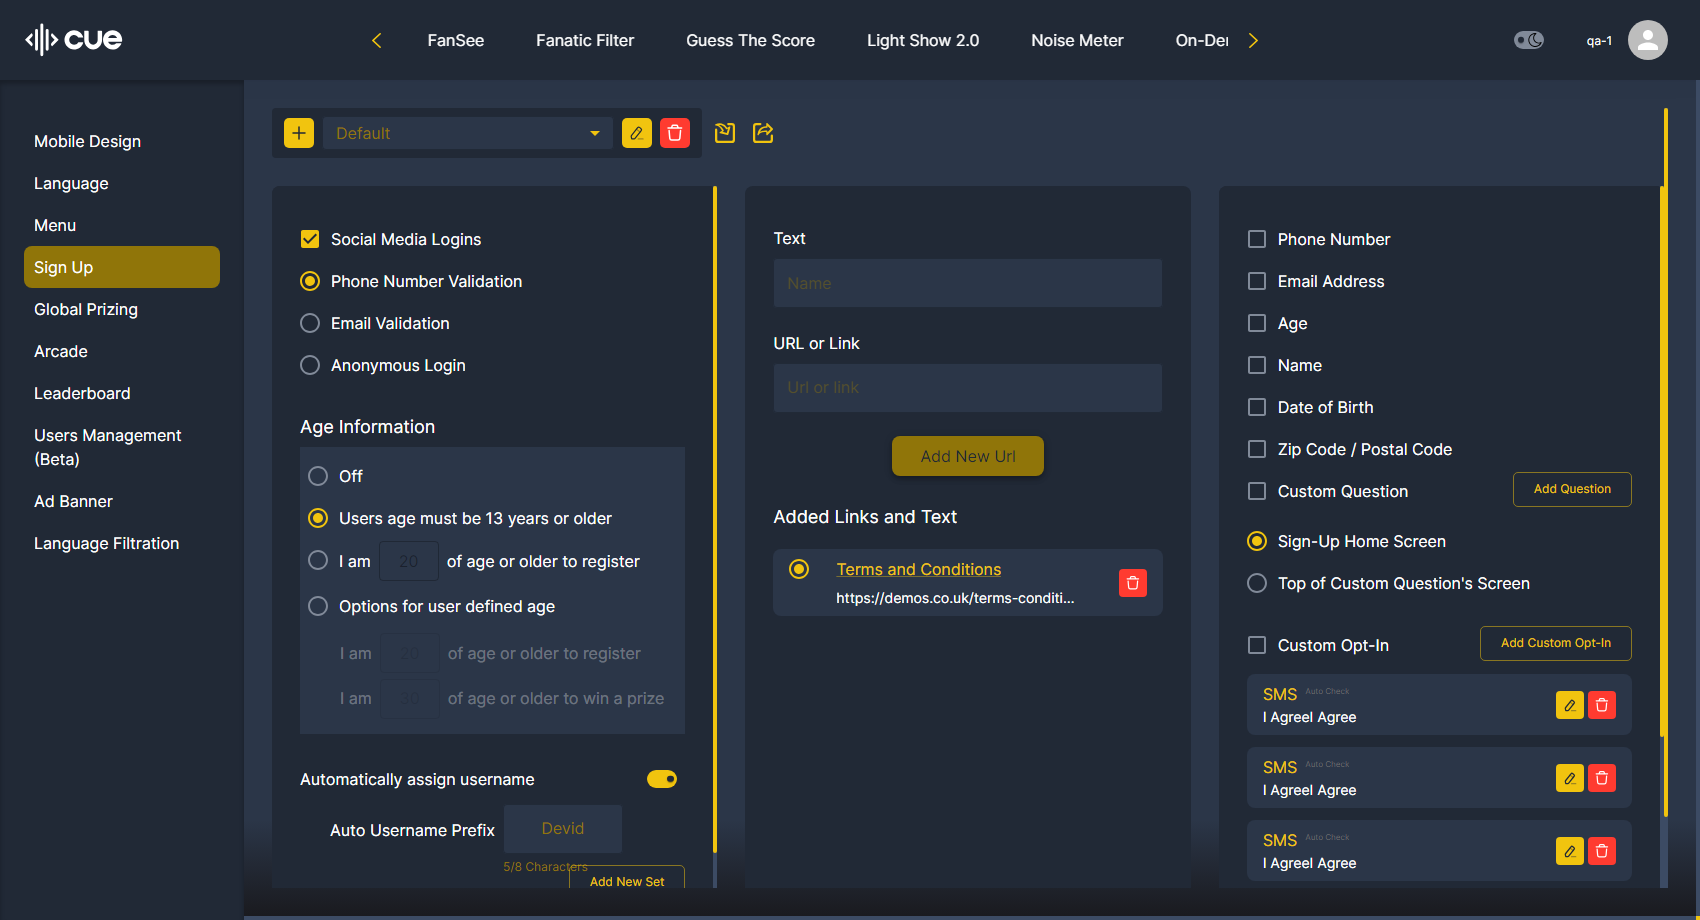 cue
FanSee
Fanatic Filter
Guess The Score
Light Show 2.0
Noise Meter
On-Der
qa-1
Mobile Design
Language
Menu
Sign Up
Global Prizing
Arcade
Leaderboard
Users Management
(Beta)
Ad Banner
Language Filtration
Default
Social Media Logins
Phone Number Validation
Email Validation
Anonymous Login
Age Information
Off
Users age must be 13 years or older
I am 20 of age or older to register
Options for user defined age
I am 20 of age or older to register
I am 30 of age or older to win a prize
Automatically assign username
Auto Username Prefix Devid
5/8 Characters
Add New Set
Text
Name
URL or Link
Url or link
Add New Url
Added Links and Text
Terms and Conditions
https://demos.co.uk/terms-conditi...
Phone Number
Email Address
Age
Name
Date of Birth
Zip Code / Postal Code
Custom Question
Add Question
Sign-Up Home Screen
Top of Custom Question's Screen
Custom Opt-In
Add Custom Opt-In
SMS Auto Check
I AgreeI Agree
SMS Auto Check
I AgreeI Agree
SMS Auto Check
I AgreeI Agree